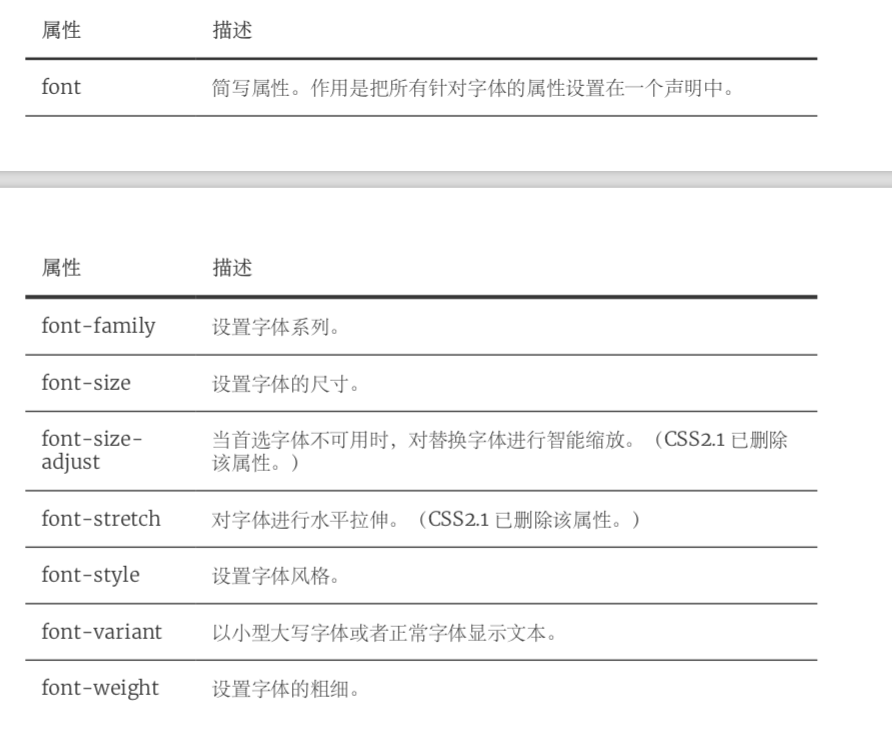 属性 描述
font 简写属性。作用是把所有针对字体的属性设置在一个声明中。
属性 描述
font-family 设置字体系列。
font-size 设置字体的尺寸。
font-size- 当首选字体不可用时，对替换字体进行智能缩放。（CSS2.1 已删除
adjust 该属性。）
font-stretch 对字体进行水平拉伸。（CSS2.1 已删除该属性。）
font-style 设置字体风格。
font-variant 以小型大写字体或者正常字体显示文本。
font-weight 设置字体的粗细。